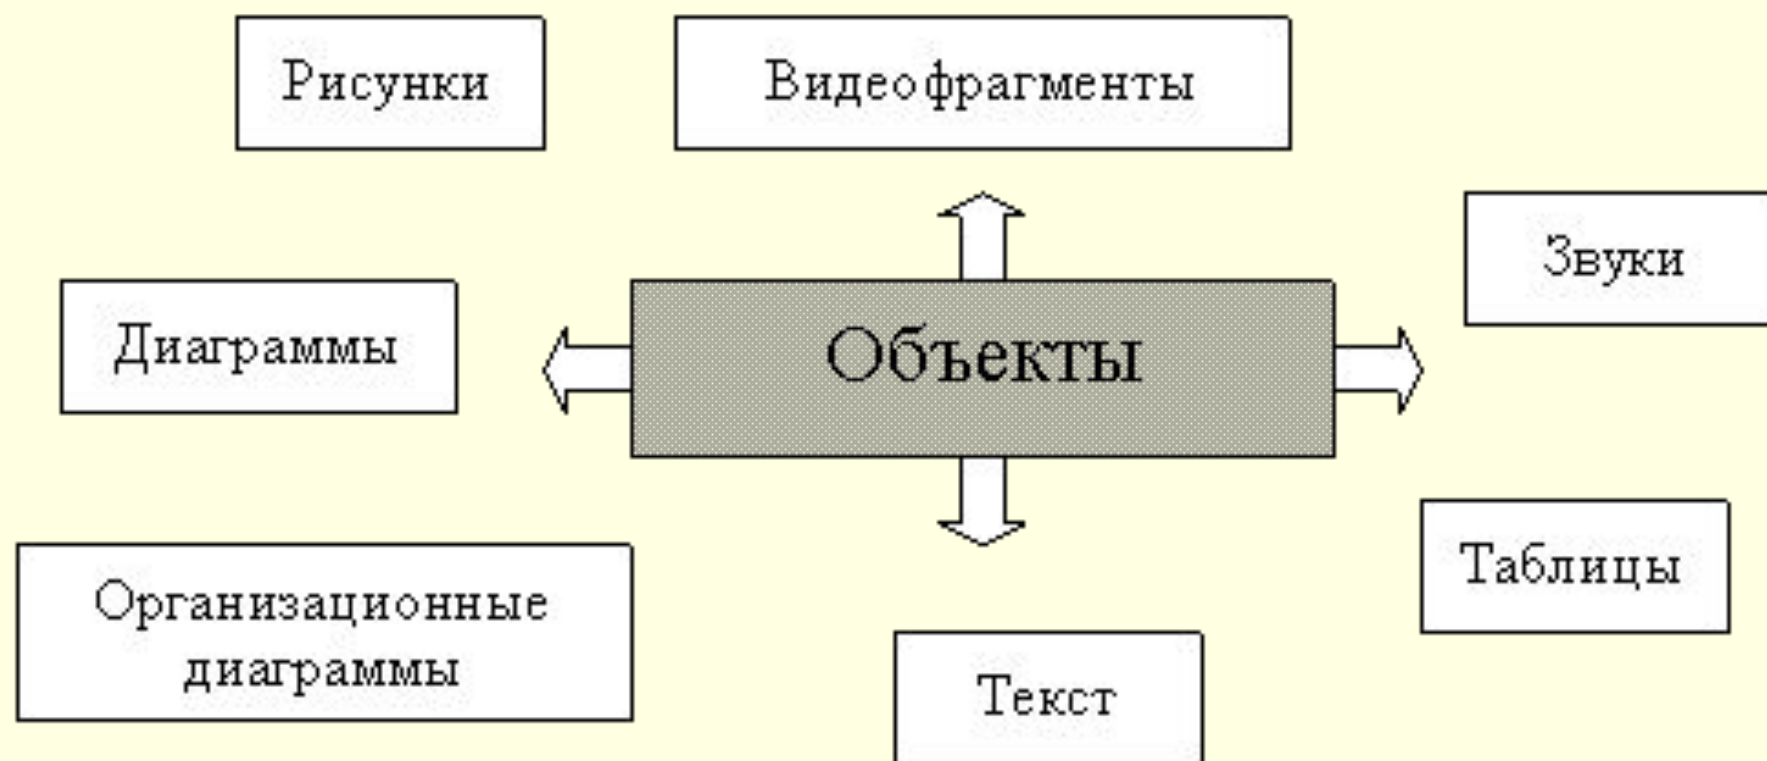 Рисунки
Видеофрагменты
Звуки
Диаграммы
Объекты
Организационные
диаграммы
Таблицы
Текст